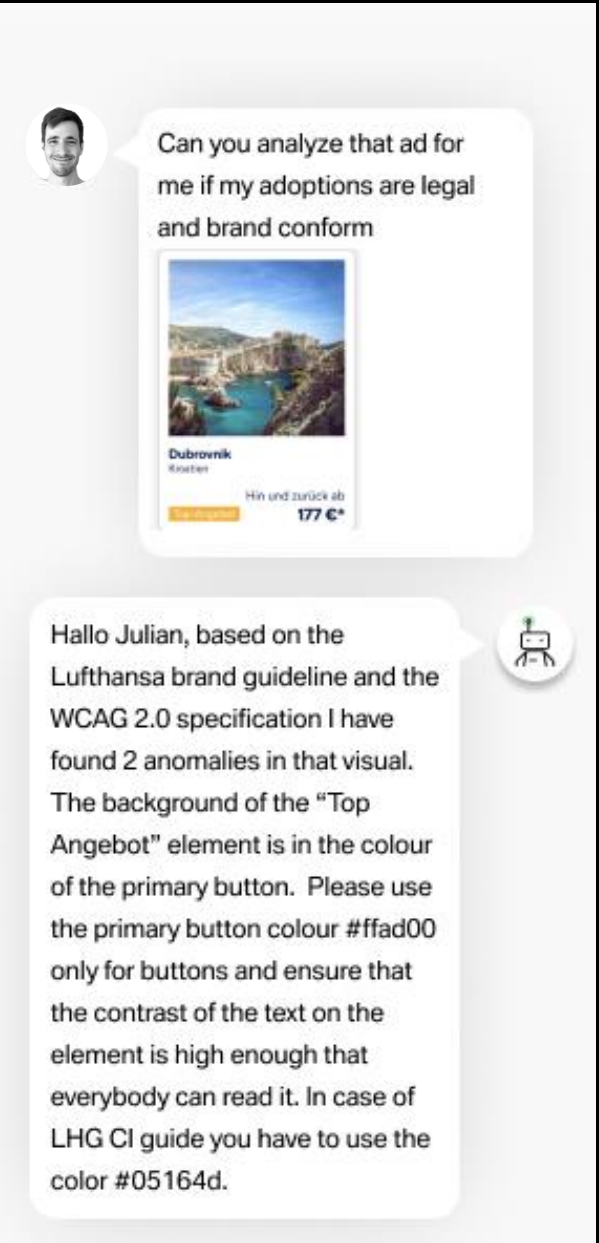 Can you analyze that ad for
me if my adoptions are legal
and brand conform
Dubrovnik
Kroatien
Hin und zurück ab
Top Angebot
177 €*
Hallo Julian, based on the
Lufthansa brand guideline and the
WCAG 2.0 specification I have
found 2 anomalies in that visual.
The background of the “Top
Angebot” element is in the colour
of the primary button.  Please use
the primary button colour #ffad00
only for buttons and ensure that
the contrast of the text on the
element is high enough that
everybody can read it. In case of
LHG CI guide you have to use the
color #05164d.